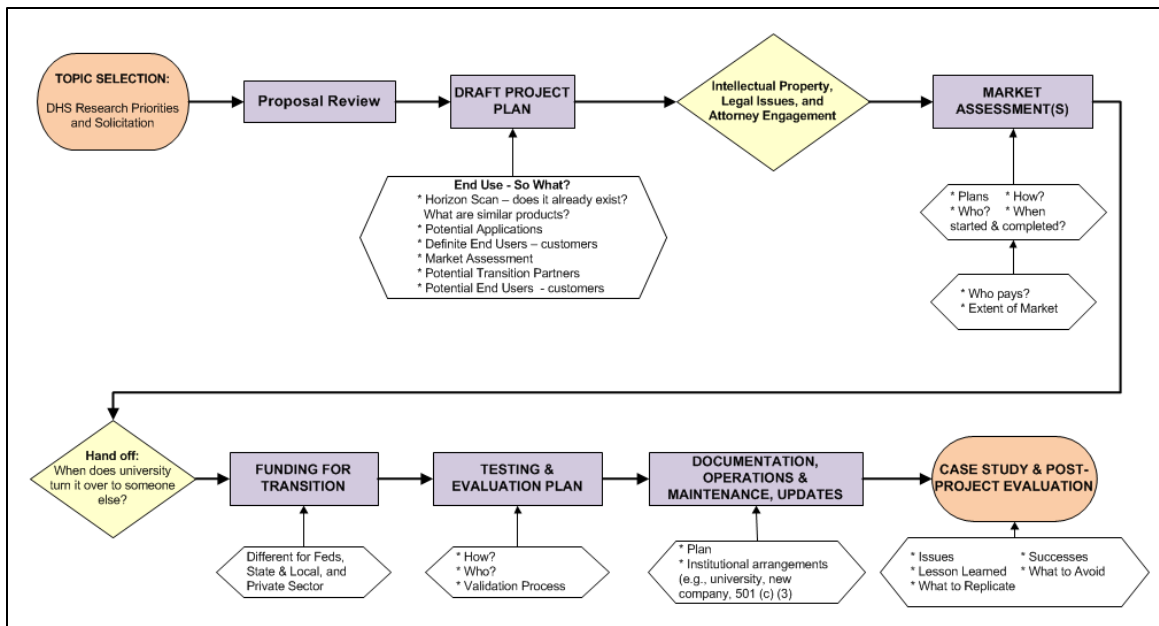 TOPIC SELECTION:
DHS Research Priorities
and Solicitation
Proposal Review
DRAFT PROJECT
PLAN
Intellectual Property,
Legal Issues, and
Attorney Engagement
MARKET
ASSESSMENT(S)
End Use - So What?
* Horizon Scan – does it already exist?
What are similar products?
* Potential Applications
* Definite End Users – customers
* Market Assessment
* Potential Transition Partners
* Potential End Users - customers
* Plans * How?
* Who? * When
started & completed?
* Who pays?
* Extent of Market
Hand off:
When does university
turn it over to someone
else?
FUNDING FOR
TRANSITION
TESTING &
EVALUATION PLAN
DOCUMENTATION,
OPERATIONS &
MAINTENANCE, UPDATES
CASE STUDY & POST-
PROJECT EVALUATION
Different for Feds,
State & Local, and
Private Sector
* How?
* Who?
* Validation Process
* Plan
* Institutional arrangements
(e.g., university, new
company, 501 (c) (3)
* Issues * Successes
* Lesson Learned * What to Avoid
* What to Replicate